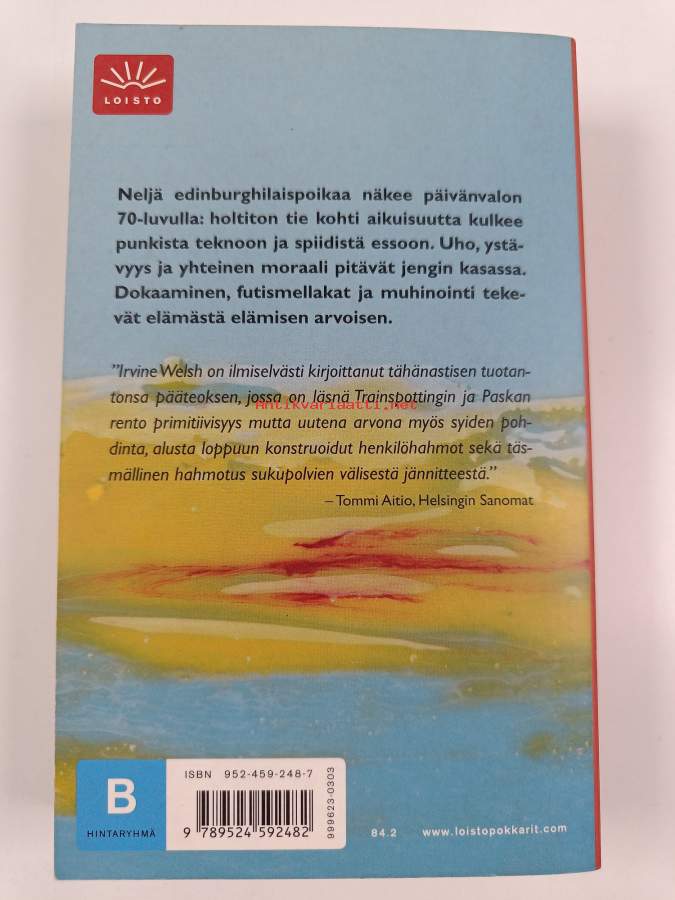 LOISTO
Neljä edinburghilaispoikaa näkee päivänvalon
70-luvulla: holtiton tie kohti aikuisuutta kulkee
punkista teknoon ja spiidistä essoon. Uho, ystä-
vyys ja yhteinen moraali pitävät jengin kasassa.
Dokaaminen, futismellakat ja muhinointi teke-
vät elämästä elämisen arvoisen.
”Irvine Welsh on ilmiselvästi kirjoittanut tähänastisen tuotan-
tonsa pääteoksen, jossa on läsnä Trainspottingin ja Paskan
Antikvariaatti.net
rento primitiivisyys mutta uutena arvona myös syiden poh-
dinta, alusta loppuun konstruoidut henkilöhahmot sekä täs-
mällinen hahmotus sukupolvien välisestä jännitteestä.”
– Tommi Aitio, Helsingin Sanomat
B
HINTARYHMÄ
ISBN 952-459-248-7
9 789524 592482
999623-0303
84.2 www.loistopokkarit.com